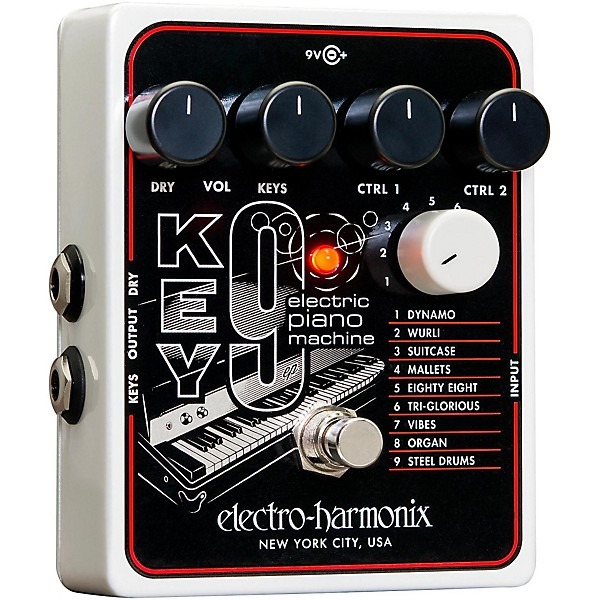 9V +
DRY VOL KEYS CTRL 1 CTRL 2
KEY9
electric
piano
machine
1 2 3 4 5 6
1 DYNAMO
2 WURLI
3 SUITCASE
4 MALLETS
5 EIGHTY EIGHT
6 TRI-GLORIOUS
7 VIBES
8 ORGAN
9 STEEL DRUMS
KEYS OUTPUT DRY
INPUT
ep
electro-harmonix
NEW YORK CITY, USA